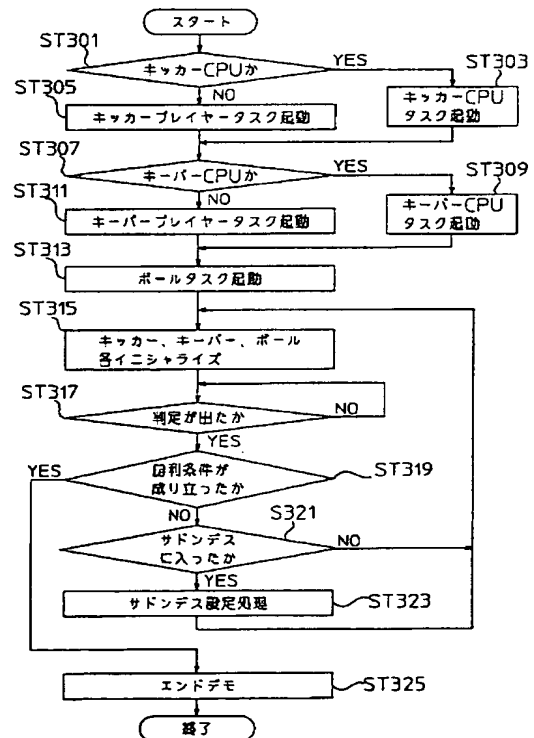 スタート
ST301
キッカーCPUか
YES
ST303
ST305
NO
キッカーCPU
タスク起動
キッカープレイヤータスク起動
ST307
キーパーCPUか
YES
ST309
ST311
NO
キーパーCPU
タスク起動
キーパープレイヤータスク起動
ST313
ボールタスク起動
ST315
キッカー、キーパー、ボール
各イニシャライズ
ST317
判定が出たか
NO
YES
YES
勝利条件が
成り立ったか
ST319
NO
S321
サドンデス
に入ったか
NO
YES
サドンデス設定処理
ST323
エンドデモ
ST325
終了